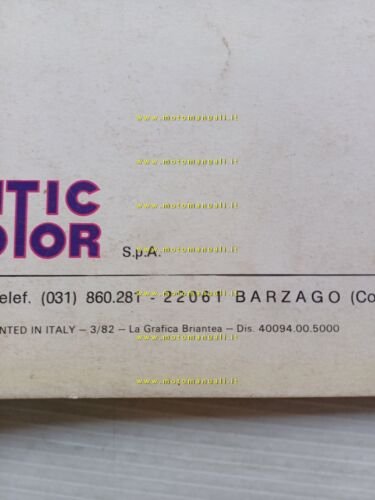 www.motomanuali.it
www.motomanuali.it
NTIC
www.motomanuali.it
OTOR S.p.A.
www.motomanuali.it
elef. (031) 860.281 - 22061 BARZAGO (Co
www.motomanuali.it
NTED IN ITALY — 3/82 — La Grafica Briantea — Dis. 40094.00.5000
www.motomanuali.it
www.motomanuali.it